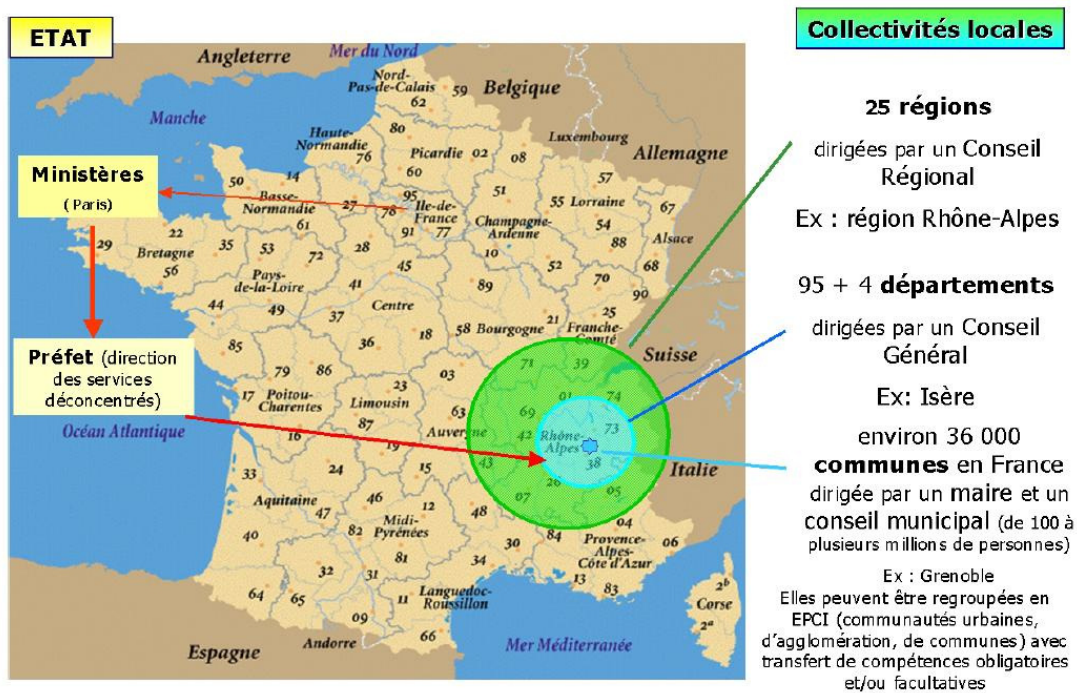 ETAT
Collectivités locales
Angleterre
Mer du Nord
Nord-
Pas-de-Calais
59
62
Belgique
Manche
Haute-
Normandie
76
80
Picardie
02
60
08
Luxembourg
Allemagne
Ministères
(Paris)
50
14
Basse-
Normandie
61
27
95
78
Ile-de-
France
91
77
51
Champagne-
Ardenne
10
52
55
Lorraine
57
54
88
67
Alsace
68
29
22
Bretagne
56
35
53
72
Pays-
de-la-Loire
44
49
28
45
41
37
Centre
36
18
89
58
Bourgogne
21
70
90
25
Franche-
Comté
Suisse
Préfet (direction
des services
déconcentrés)
85
79
86
17
Poitou-
Charentes
16
23
Limousin
87
19
03
63
Auvergne
15
43
71
39
01
74
69
42
Rhône-
Alpes
73
38
26
07
05
Italie
Océan Atlantique
33
24
Aquitaine
47
40
64
46
12
82
Midi-
Pyrénées
81
32
31
65
09
48
30
34
11
Languedoc-
Roussillon
66
84
04
Provence-
Alpes-
Côte d'Azur
06
13
83
2b
Corse
2a
Espagne
Andorre
Mer Méditerranée
25 régions
dirigées par un Conseil
Régional
Ex : région Rhône-Alpes
95 + 4 départements
dirigées par un Conseil
Général
Ex: Isère
environ 36 000
communes en France
dirigée par un maire et un
conseil municipal (de 100 à
plusieurs millions de personnes)
Ex : Grenoble
Elles peuvent être regroupées en
EPCI (communautés urbaines,
d'agglomération, de communes) avec
transfert de compétences obligatoires
et/ou facultatives